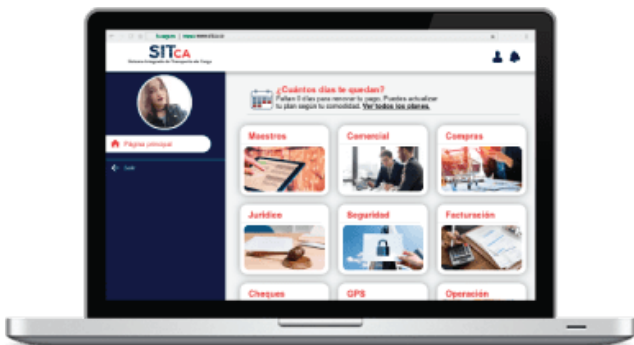 SITCA
Sistema Integrado de Transporte de Carga
¿Cuántos días te quedan?
Faltan 0 días para renovar tu pago. Puedes actualizar
tu plan según tu comodidad. Ver todos los planes.
Página principal
Salir
Maestros
Comercial
Compras
Jurídico
Seguridad
Facturación
Cheques
GPS
Operación